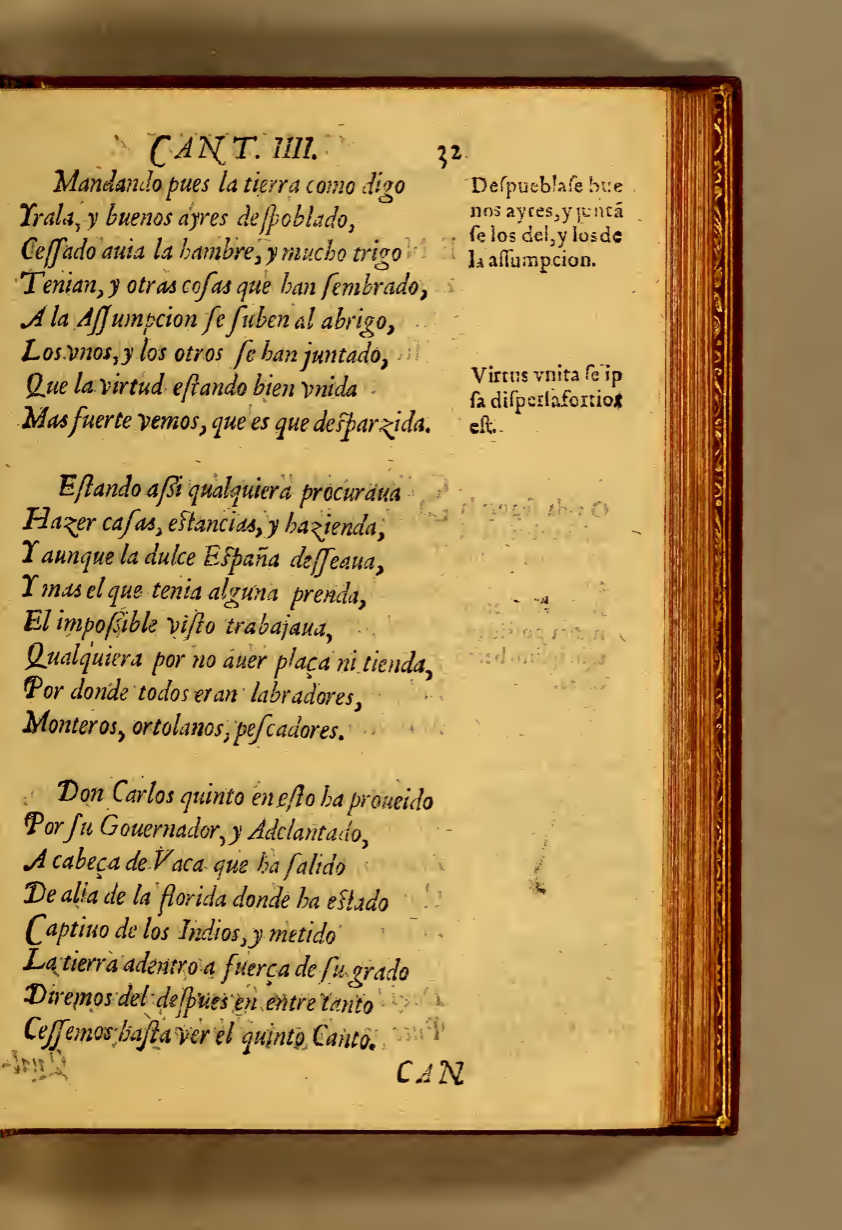 CANT. IIII. 32
Mandando pues la tierra como digo
Yrala, y buenos ayres deſpoblado,
Ceſſado auia la hambre, y mucho trigo
Tenian, y otras coſas que han ſembrado,
A la Aſſumpcion ſe ſuben al abrigo,
Los vnos, y los otros ſe han juntado,
Que la virtud eſtando bien vnida
Mas fuerte vemos, que es que deſparzida.
Deſpueblaſe bue
nos ayres, y juntã
ſe los del, y los de
la aſſumpcion.
Virtus vnita ſe ip
ſa diſperſa fortior
eſt.
Eſtando aſsi qualquiera procuraua
Hazer caſas, eſtancias, y hazienda,
Y aunque la dulce Eſpaña deſſeaua,
Y mas el que tenia alguna prenda,
El impoſsible viſto trabajaua,
Qualquiera por no auer plaça ni tienda,
Por donde todos eran labradores,
Monteros, ortolanos, peſcadores.
Don Carlos quinto en eſto ha proueido
Por ſu Gouernador, y Adelantado,
A cabeça de Vaca que ha ſalido
De alla de la florida donde ha eſtado
Captiuo de los Indios, y metido
La tierra adentro a fuerça de ſu grado
Diremos del deſpues en entre tanto
Ceſſemos haſta ver el quinto Canto.
CAN